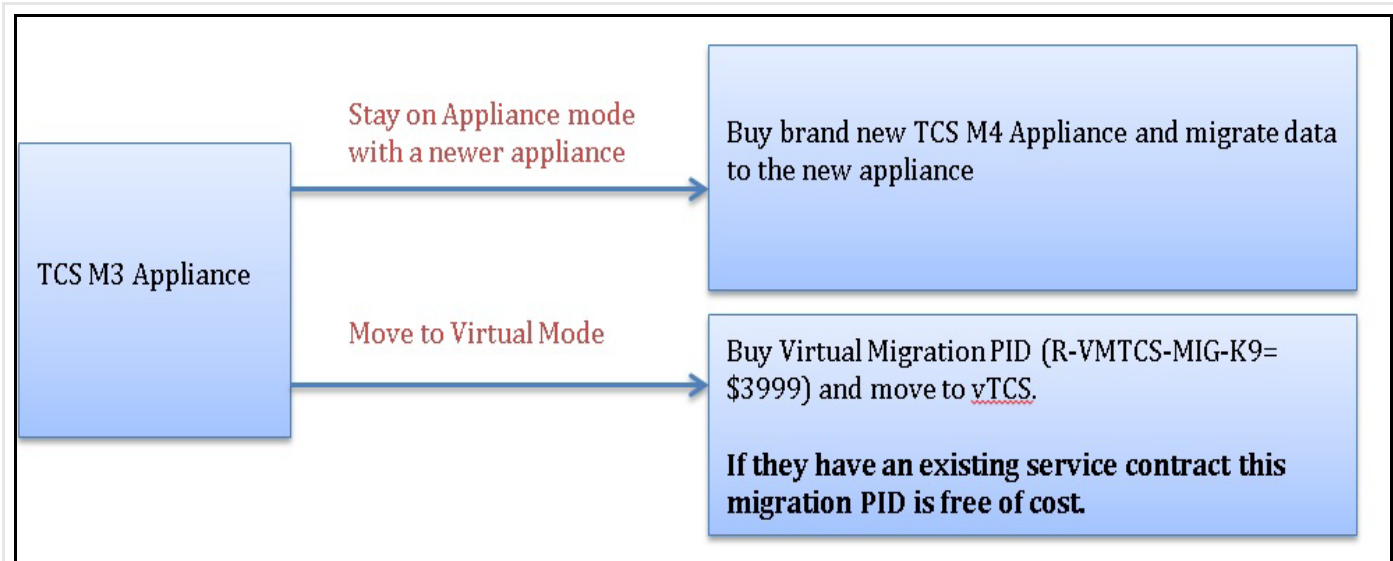 TCS M3 Appliance
Stay on Appliance mode
with a newer appliance
Buy brand new TCS M4 Appliance and migrate data
to the new appliance
Move to Virtual Mode
Buy Virtual Migration PID (R-VMTCS-MIG-K9=
$3999) and move to vTCS.
If they have an existing service contract this
migration PID is free of cost.